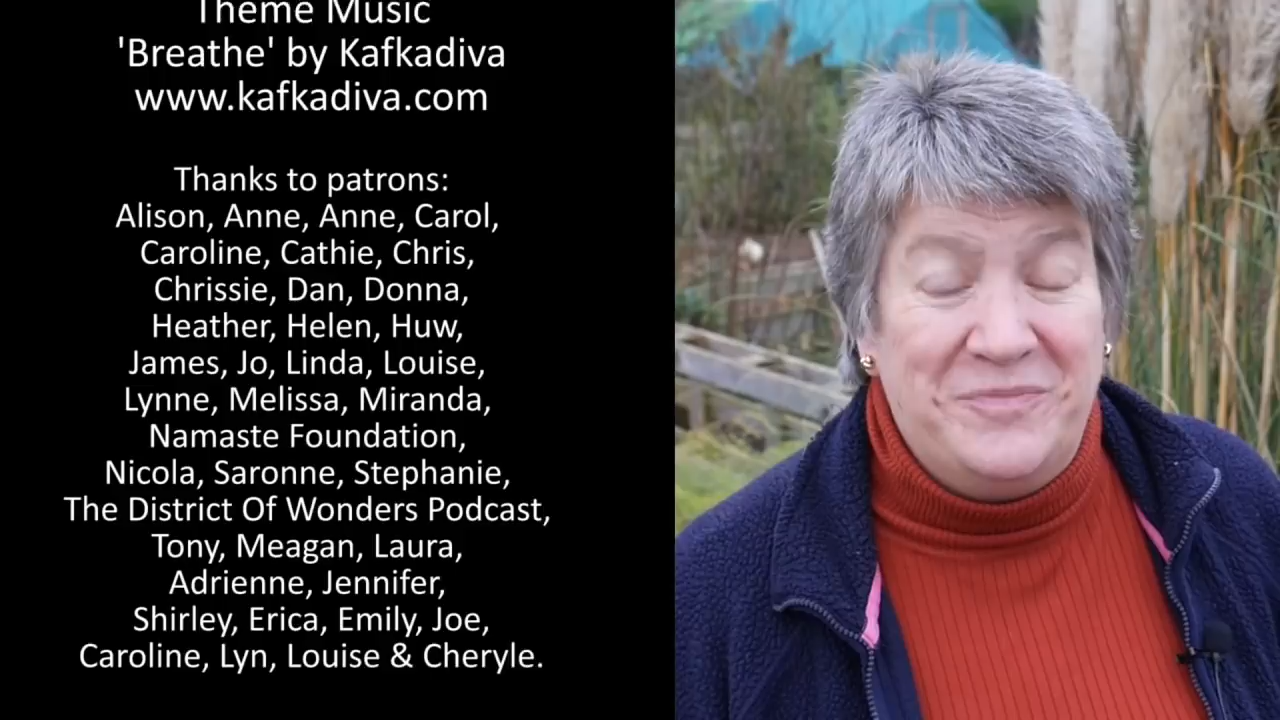 Theme Music
'Breathe' by Kafkadiva
www.kafkadiva.com
Thanks to patrons:
Alison, Anne, Anne, Carol,
Caroline, Cathie, Chris,
Chrissie, Dan, Donna,
Heather, Helen, Huw,
James, Jo, Linda, Louise,
Lynne, Melissa, Miranda,
Namaste Foundation,
Nicola, Saronne, Stephanie,
The District Of Wonders Podcast,
Tony, Meagan, Laura,
Adrienne, Jennifer,
Shirley, Erica, Emily, Joe,
Caroline, Lyn, Louise & Cheryle.